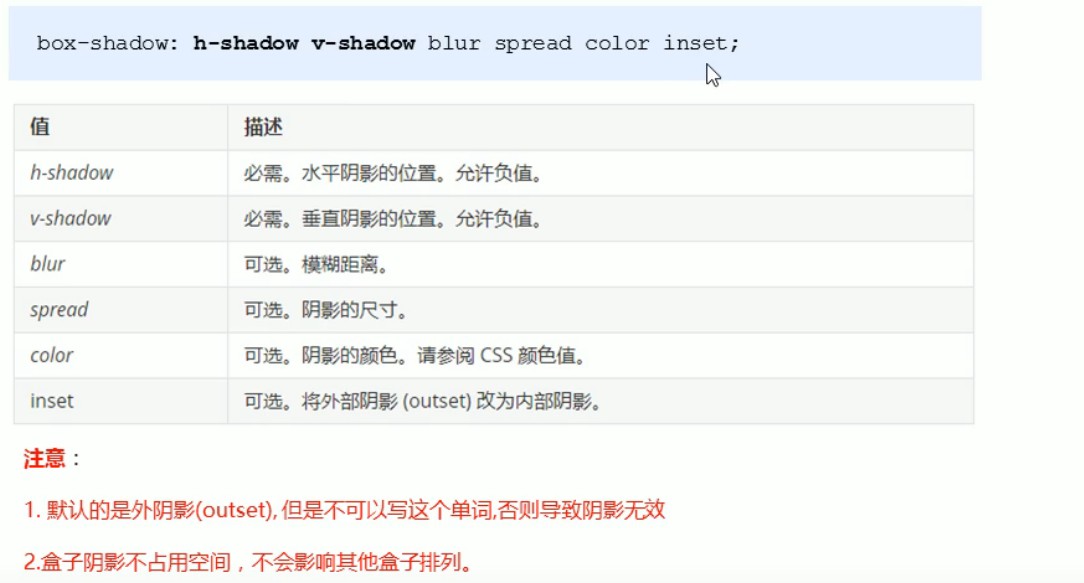 box-shadow: h-shadow v-shadow blur spread color inset;
值 描述
h-shadow 必需。水平阴影的位置。允许负值。
v-shadow 必需。垂直阴影的位置。允许负值。
blur 可选。模糊距离。
spread 可选。阴影的尺寸。
color 可选。阴影的颜色。请参阅 CSS 颜色值。
inset 可选。将外部阴影 (outset) 改为内部阴影。
注意：
1. 默认的是外阴影(outset), 但是不可以写这个单词,否则导致阴影无效
2.盒子阴影不占用空间，不会影响其他盒子排列。